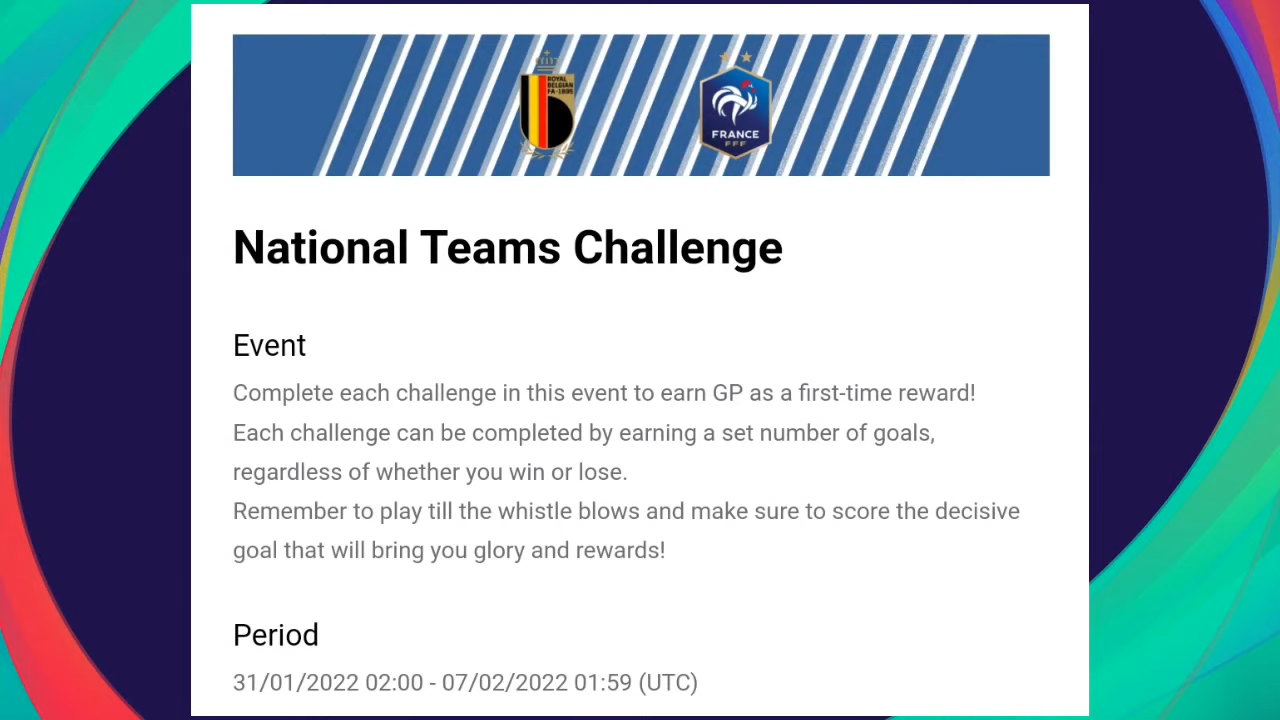 ROYAL
BELGIAN
FA-1895
FRANCE
FFF
National Teams Challenge
Event
Complete each challenge in this event to earn GP as a first-time reward!
Each challenge can be completed by earning a set number of goals,
regardless of whether you win or lose.
Remember to play till the whistle blows and make sure to score the decisive
goal that will bring you glory and rewards!
Period
31/01/2022 02:00 - 07/02/2022 01:59 (UTC)